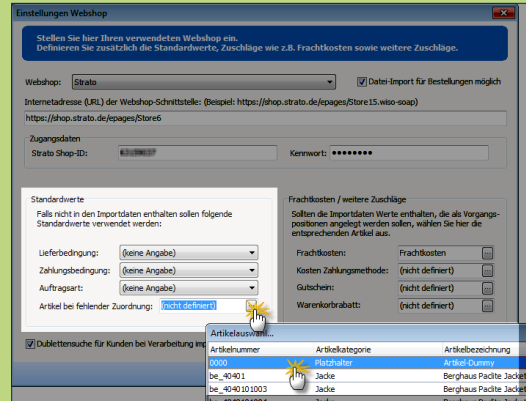 Einstellungen Webshop
Stellen Sie hier Ihren verwendeten Webshop ein.
Definieren Sie zusätzlich die Standardwerte, Zuschläge wie z.B. Frachtkosten sowie weitere Zuschläge.
Webshop: Strato
Datei-Import für Bestellungen möglich
Internetadresse (URL) der Webshop-Schnittstelle: (Beispiel: https://shop.strato.de/epages/Store15.wiso-soap)
https://shop.strato.de/epages/Store6
Zugangsdaten
Strato Shop-ID:
Kennwort: ●●●●●●●●
Standardwerte
Falls nicht in den Importdaten enthalten sollen folgende
Standardwerte verwendet werden:
Lieferbedingung: (keine Angabe)
Zahlungsbedingung: (keine Angabe)
Auftragsart: (keine Angabe)
Artikel bei fehlender Zuordnung: (nicht definiert)
Frachtkosten / weitere Zuschläge
Sollten die Importdaten Werte enthalten, die als Vorgangs-
positionen angelegt werden sollen, wählen Sie hier die
entsprechenden Artikel aus.
Frachtkosten: Frachtkosten ...
Kosten Zahlungsmethode: (nicht definiert) ...
Gutschein: (nicht definiert) ...
Warenkorbrabatt: (nicht definiert) ...
Dublettensuche für Kunden bei Verarbeitung imp
Artikelauswahl...
Artikelnummer Artikelkategorie Artikelbezeichnung
0000 Platzhalter Artikel-Dummy
be_40401 Jacke Berghaus Paclite Jacket
be_4040101003 Jacke Berghaus Paclite Jacket